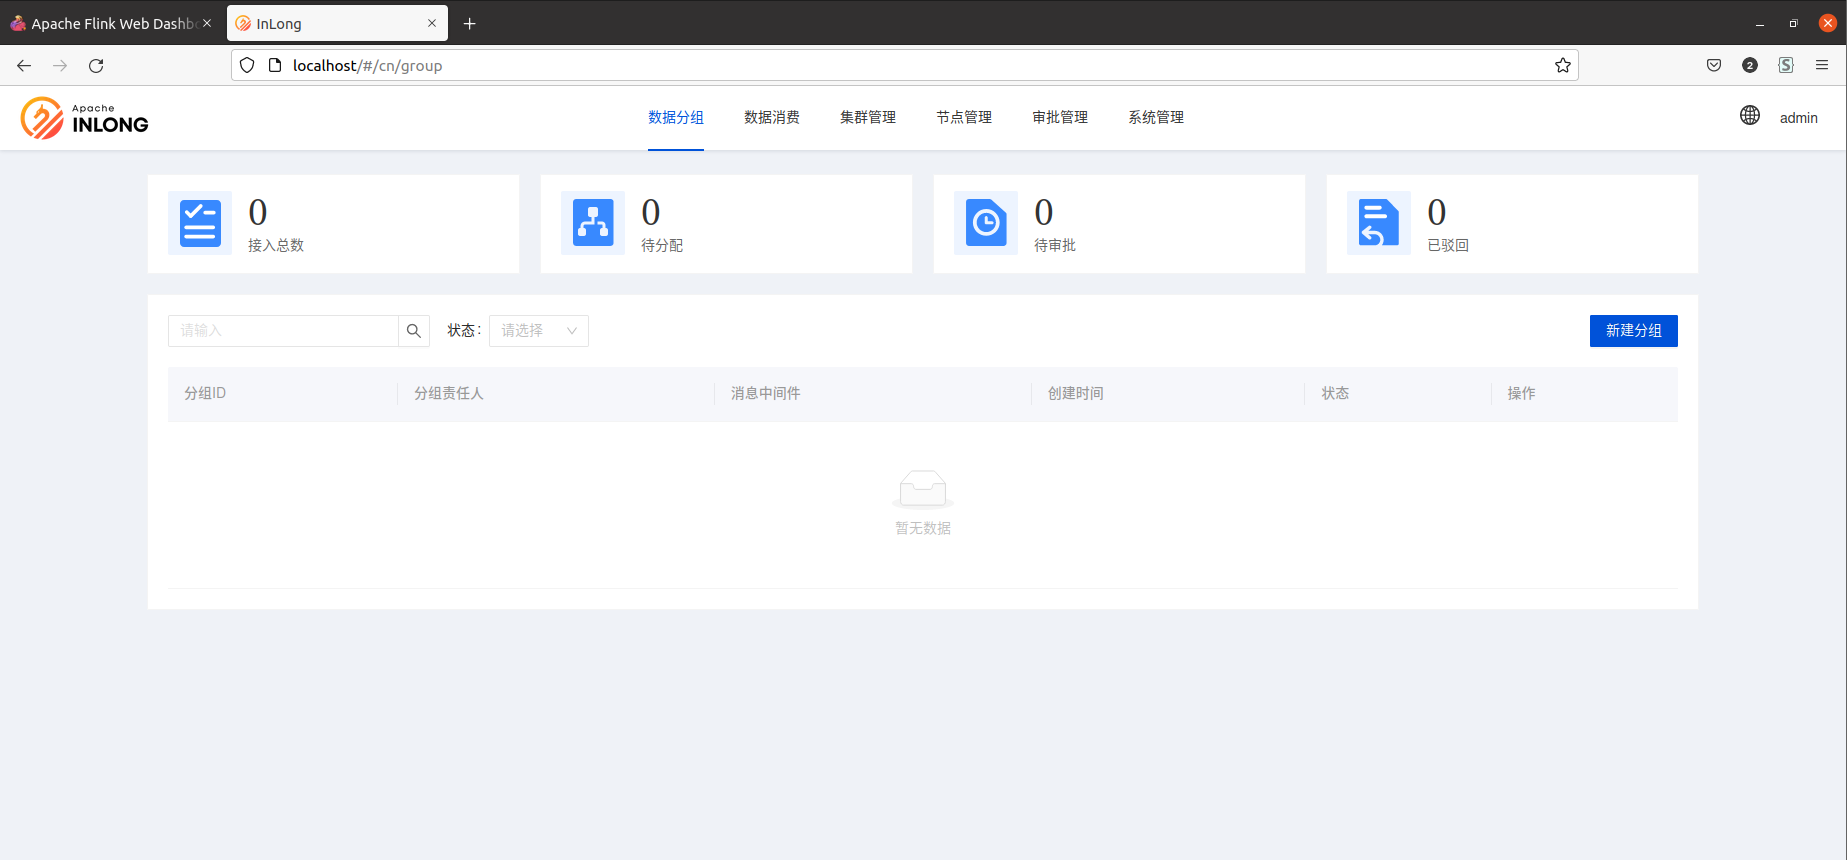 Apache Flink Web Dashb
InLong
localhost/#/cn/group
2
S
Apache
INLONG
数据分组 数据消费 集群管理 节点管理 审批管理 系统管理
admin
0
接入总数
0
待分配
0
待审批
0
已驳回
请输入
状态： 请选择
新建分组
分组ID 分组责任人 消息中间件 创建时间 状态 操作
暂无数据